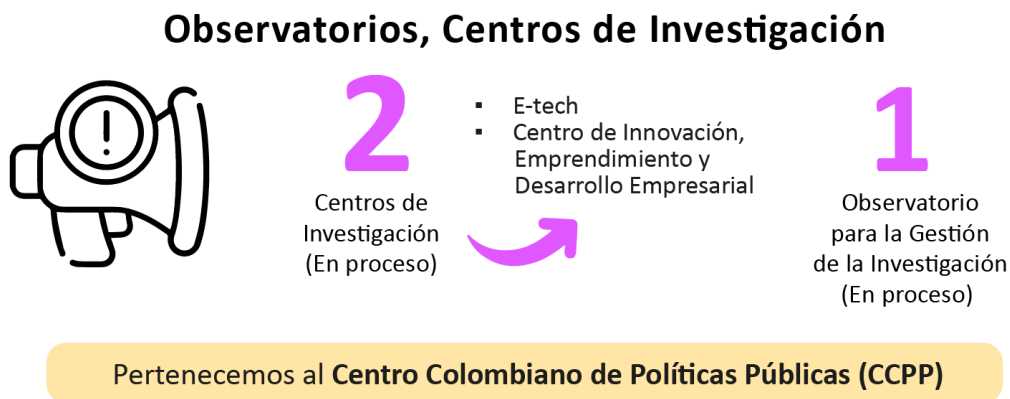 Observatorios, Centros de Investigación
2
Centros de
Investigación
(En proceso)
▪ E-tech
▪ Centro de Innovación,
Emprendimiento y
Desarrollo Empresarial
1
Observatorio
para la Gestión
de la Investigación
(En proceso)
Pertenecemos al Centro Colombiano de Políticas Públicas (CCPP)